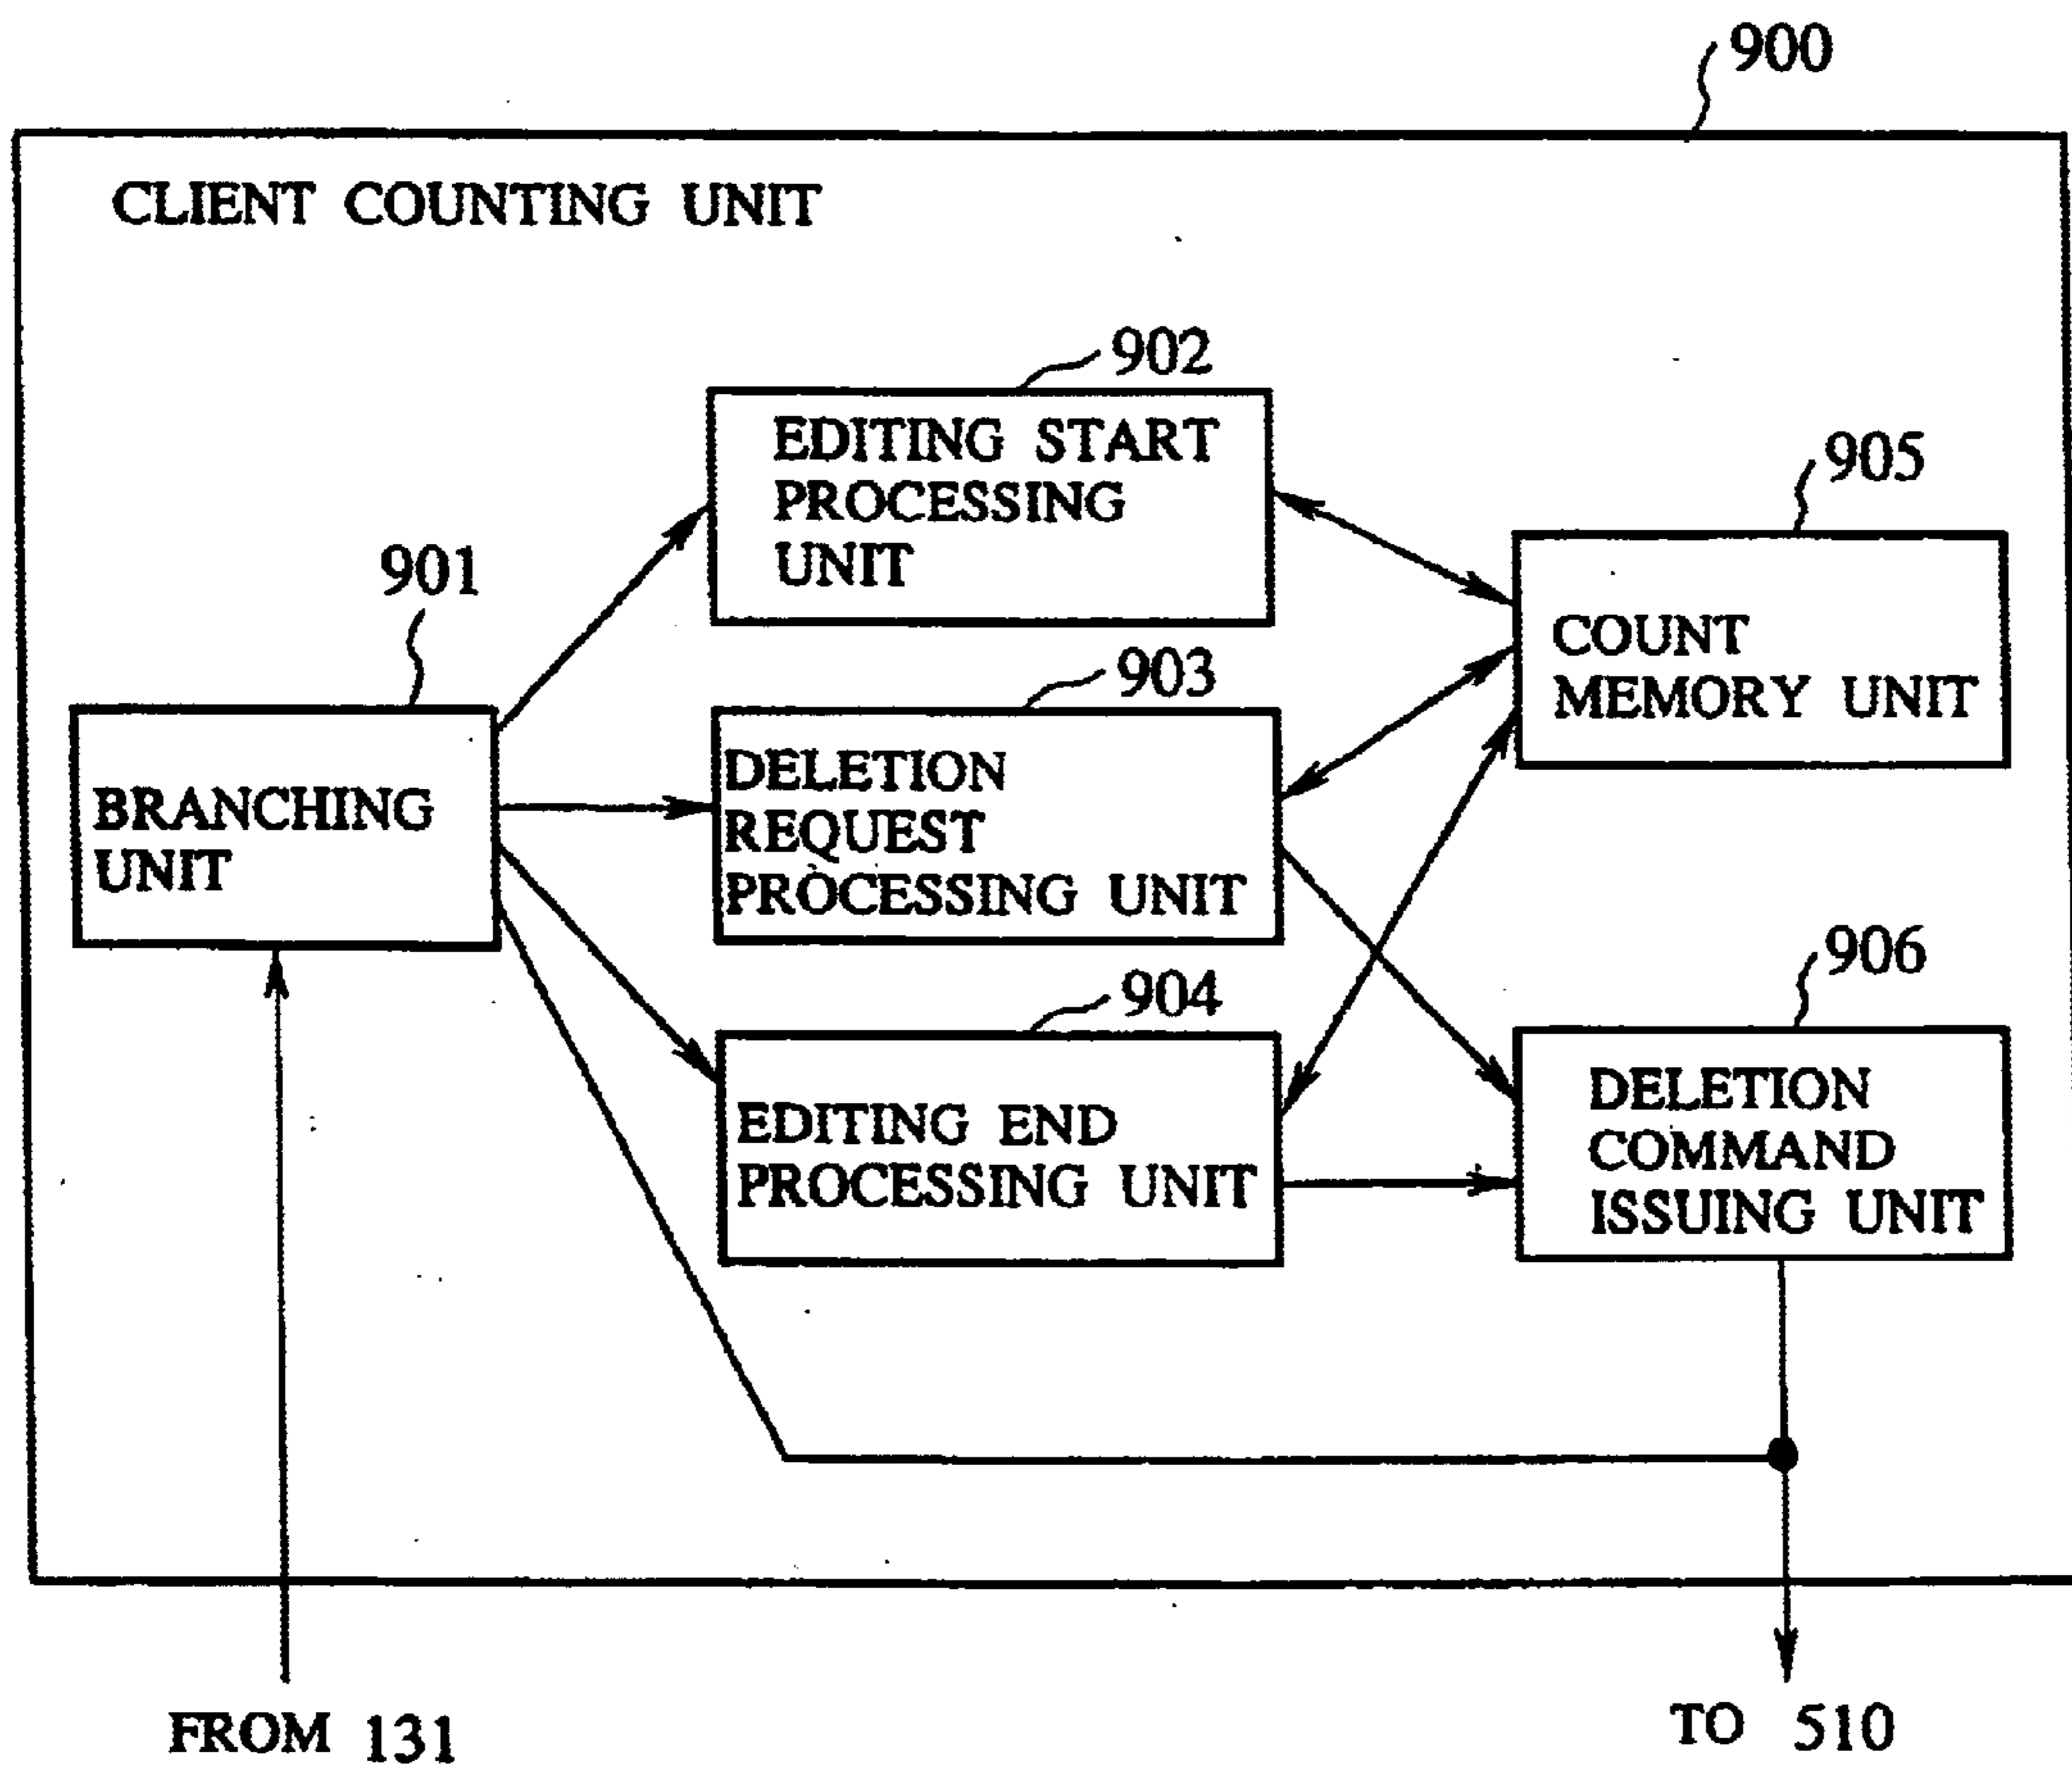 900
CLIENT COUNTING UNIT
902
EDITING START
PROCESSING
UNIT
905
COUNT
MEMORY UNIT
901
BRANCHING
UNIT
903
DELETION
REQUEST
PROCESSING UNIT
906
DELETION
COMMAND
ISSUING UNIT
904
EDITING END
PROCESSING UNIT
FROM 131
TO 510